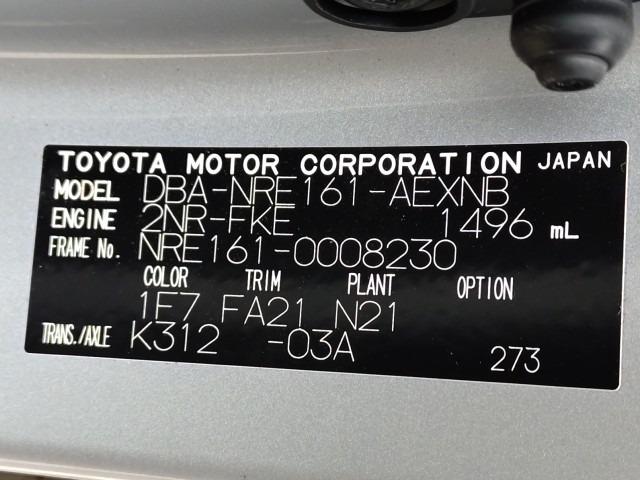 TOYOTA MOTOR CORPORATION JAPAN
MODEL DBA-NRE161-AEXNB
ENGINE 2NR-FKE 1496 mL
FRAME No. NRE161-0008230
COLOR TRIM PLANT OPTION
1F7 FA21 N21
TRANS./AXLE K312 -03A 273